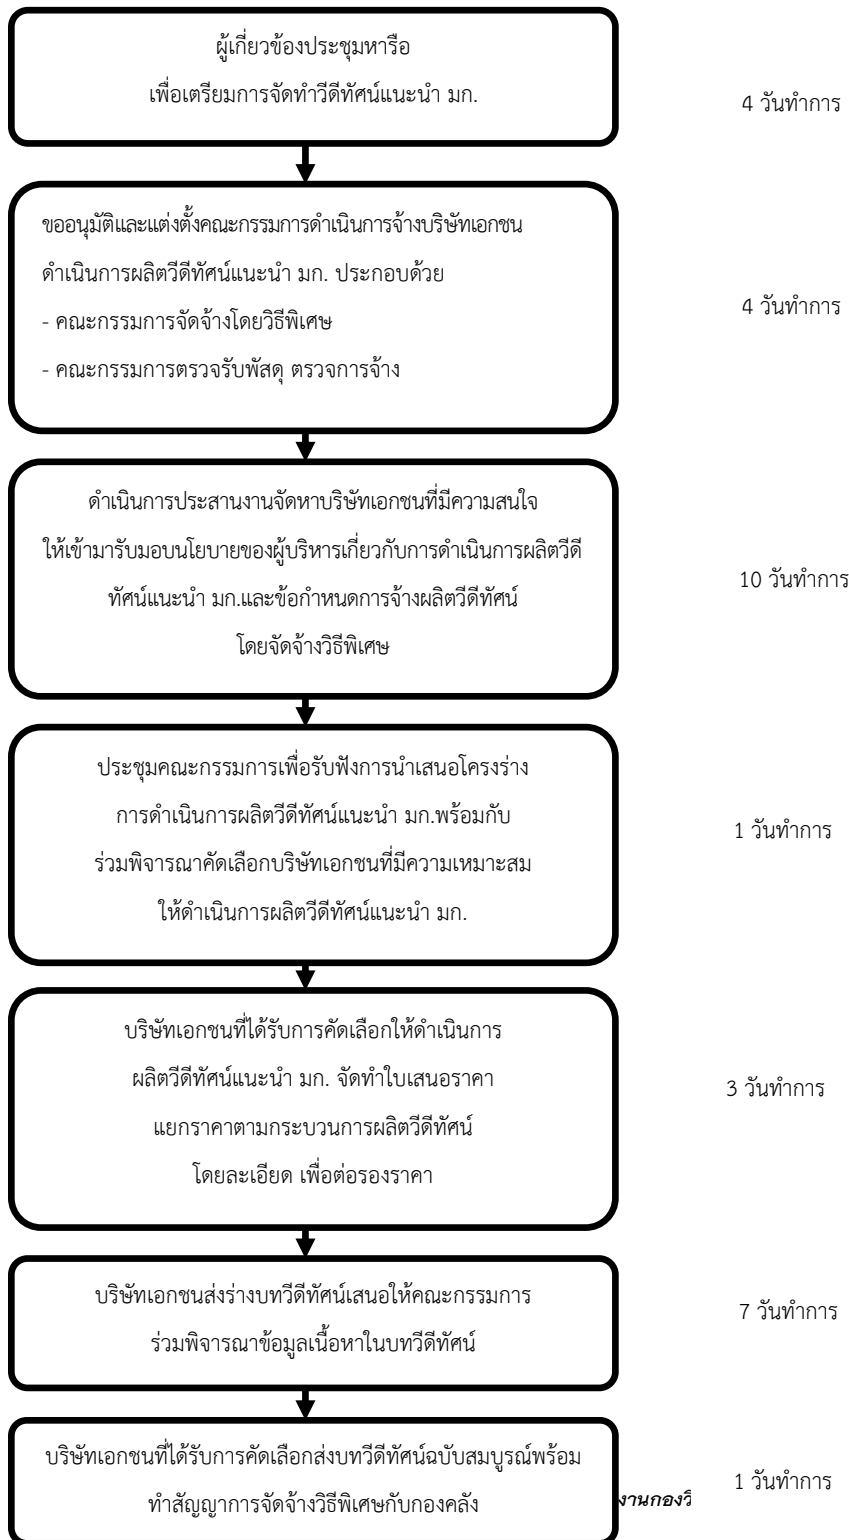 ผู้เกี่ยวข้องประชุมหารือ
เพื่อเตรียมการจัดทำวีดีทัศน์แนะนำ มก.
4 วันทำการ
ขออนุมัติและแต่งตั้งคณะกรรมการดำเนินการจ้างบริษัทเอกชน
ดำเนินการผลิตวีดีทัศน์แนะนำ มก. ประกอบด้วย
- คณะกรรมการจัดจ้างโดยวิธีพิเศษ
- คณะกรรมการตรวจรับพัสดุ ตรวจการจ้าง
4 วันทำการ
ดำเนินการประสานงานจัดหาบริษัทเอกชนที่มีความสนใจ
ให้เข้ามารับมอบนโยบายของผู้บริหารเกี่ยวกับการดำเนินการผลิตวีดี
ทัศน์แนะนำ มก.และข้อกำหนดการจ้างผลิตวีดีทัศน์
โดยจัดจ้างวิธีพิเศษ
10 วันทำการ
ประชุมคณะกรรมการเพื่อรับฟังการนำเสนอโครงร่าง
การดำเนินการผลิตวีดีทัศน์แนะนำ มก.พร้อมกับ
ร่วมพิจารณาคัดเลือกบริษัทเอกชนที่มีความเหมาะสม
ให้ดำเนินการผลิตวีดีทัศน์แนะนำ มก.
1 วันทำการ
บริษัทเอกชนที่ได้รับการคัดเลือกให้ดำเนินการ
ผลิตวีดีทัศน์แนะนำ มก. จัดทำใบเสนอราคา
แยกราคาตามกระบวนการผลิตวีดีทัศน์
โดยละเอียด เพื่อต่อรองราคา
3 วันทำการ
บริษัทเอกชนส่งร่างบทวีดีทัศน์เสนอให้คณะกรรมการ
ร่วมพิจารณาข้อมูลเนื้อหาในบทวีดีทัศน์
7 วันทำการ
บริษัทเอกชนที่ได้รับการคัดเลือกส่งบทวีดีทัศน์ฉบับสมบูรณ์พร้อม
ทำสัญญาการจัดจ้างวิธีพิเศษกับกองคลัง
งานกองวิ
1 วันทำการ